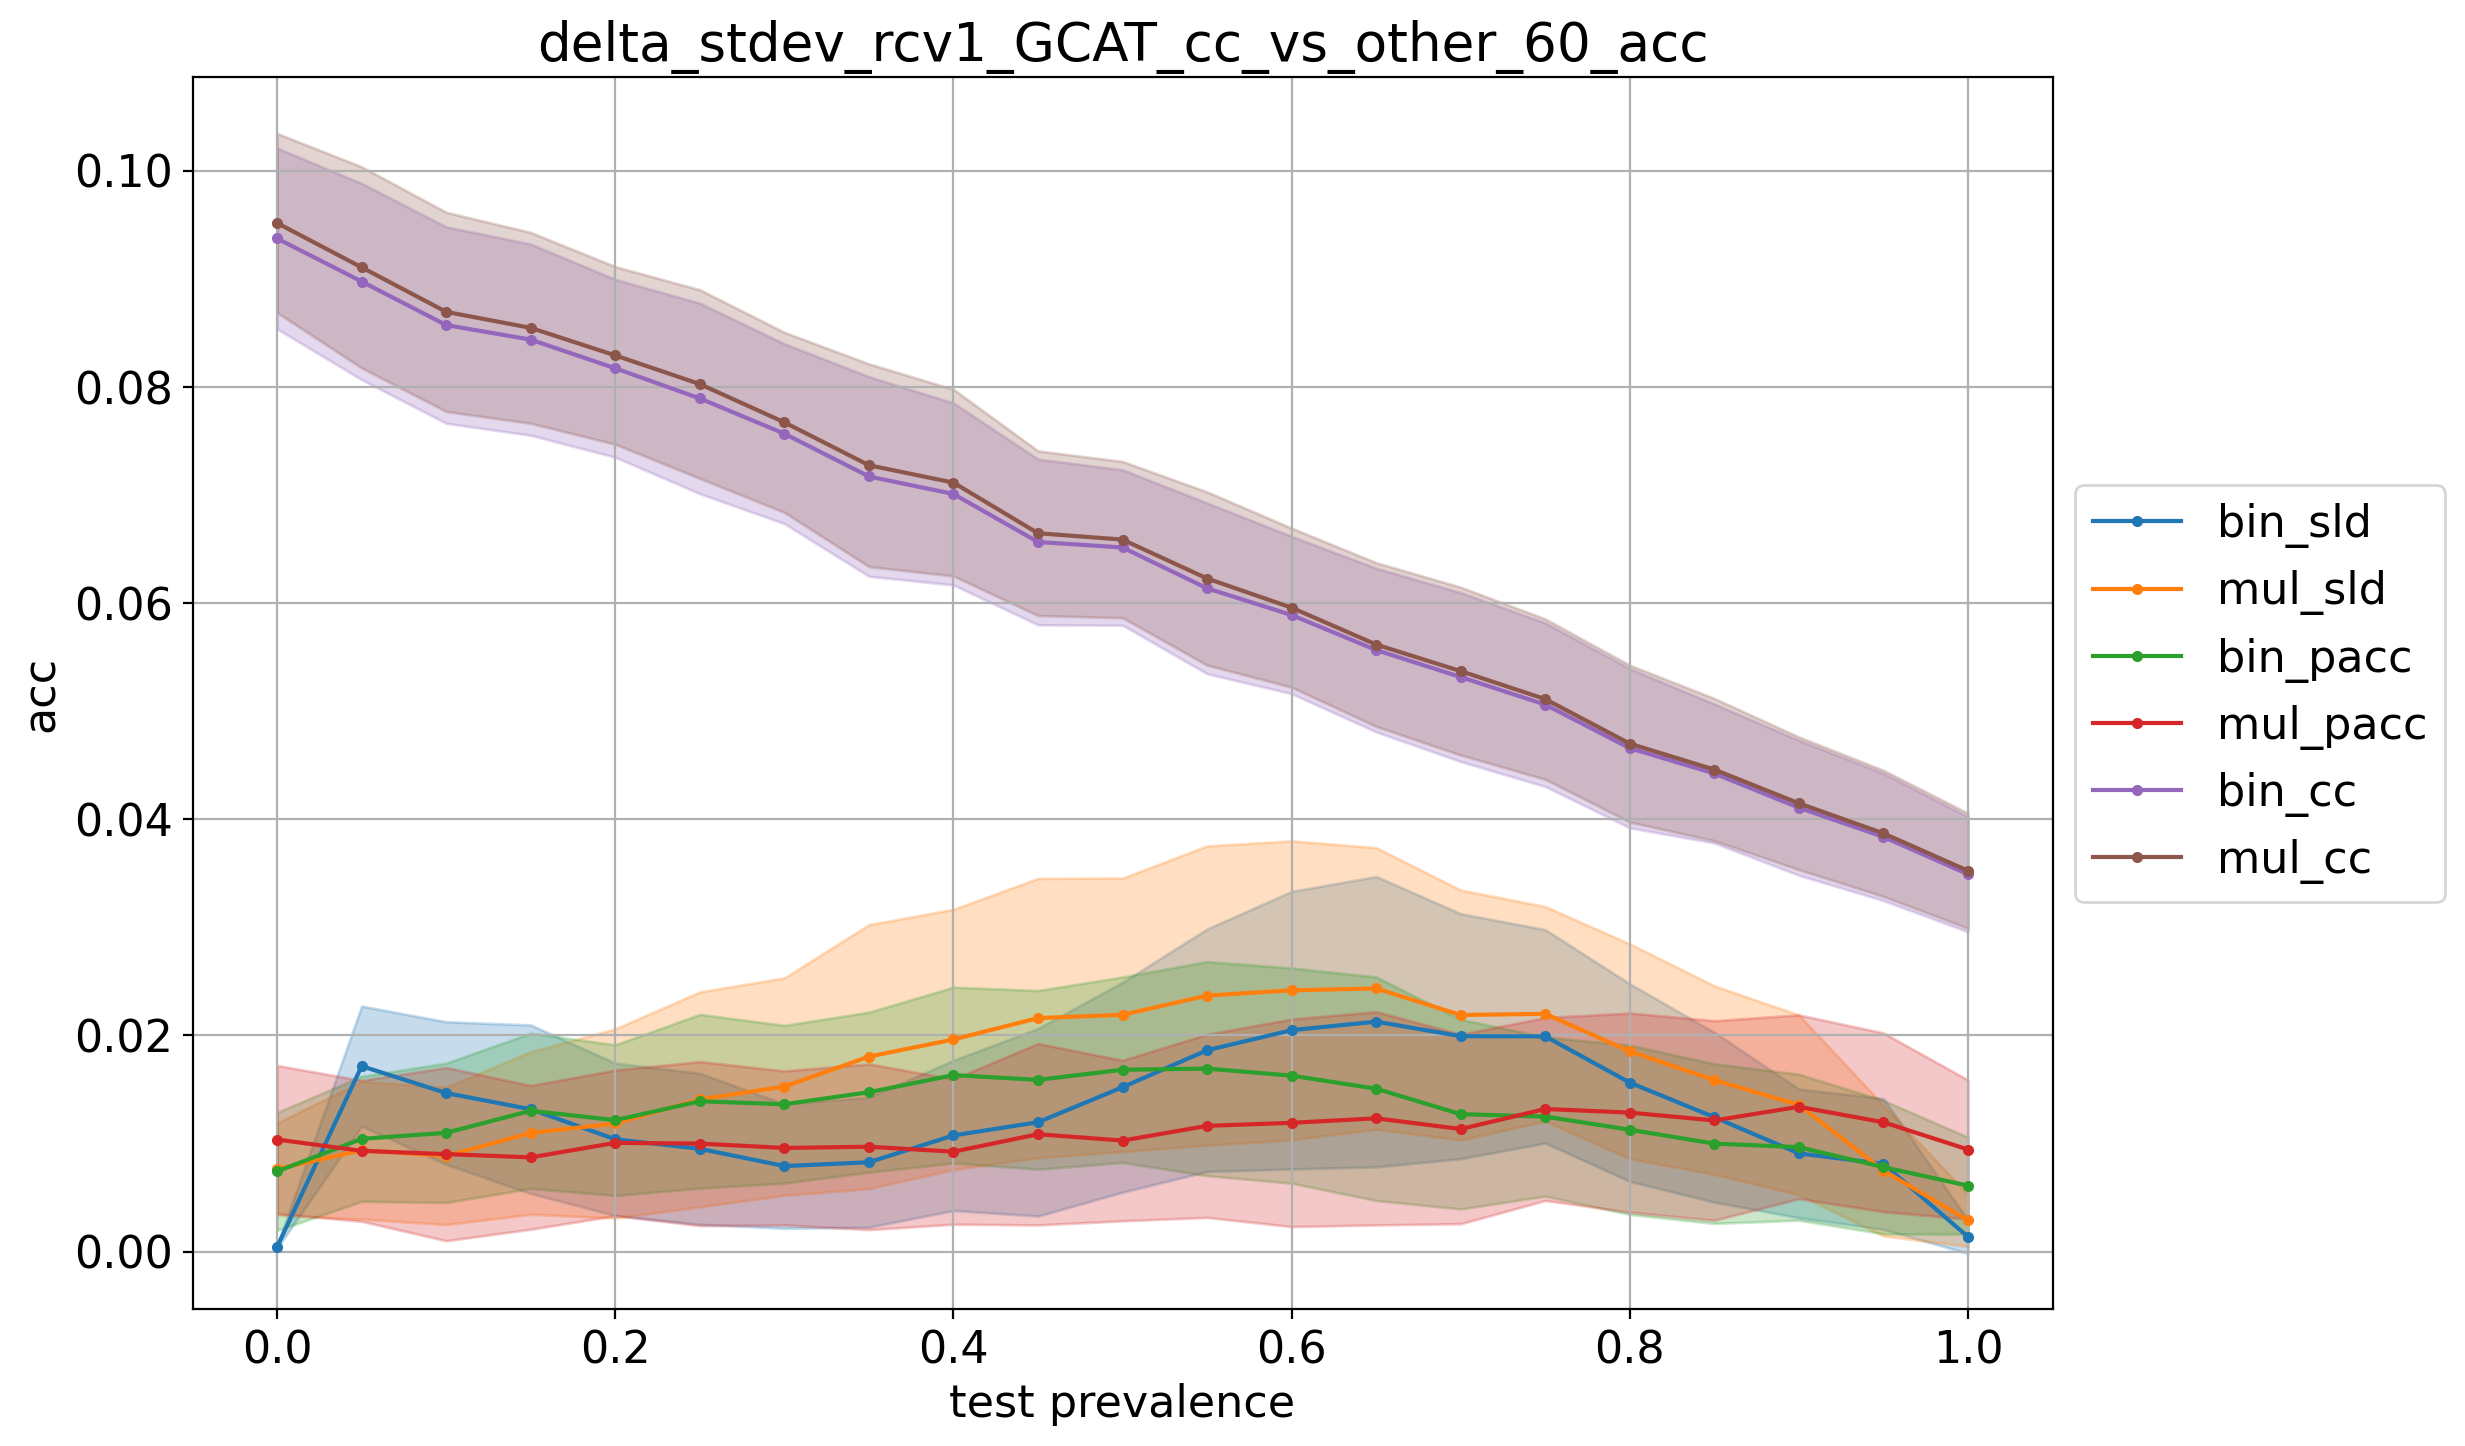 delta_stdev_rcv1_GCAT_cc_vs_other_60_acc
0.10
0.08
0.06
0.04
0.02
0.00
acc
0.0 0.2 0.4 0.6 0.8 1.0
test prevalence
bin_sld
mul_sld
bin_pacc
mul_pacc
bin_cc
mul_cc